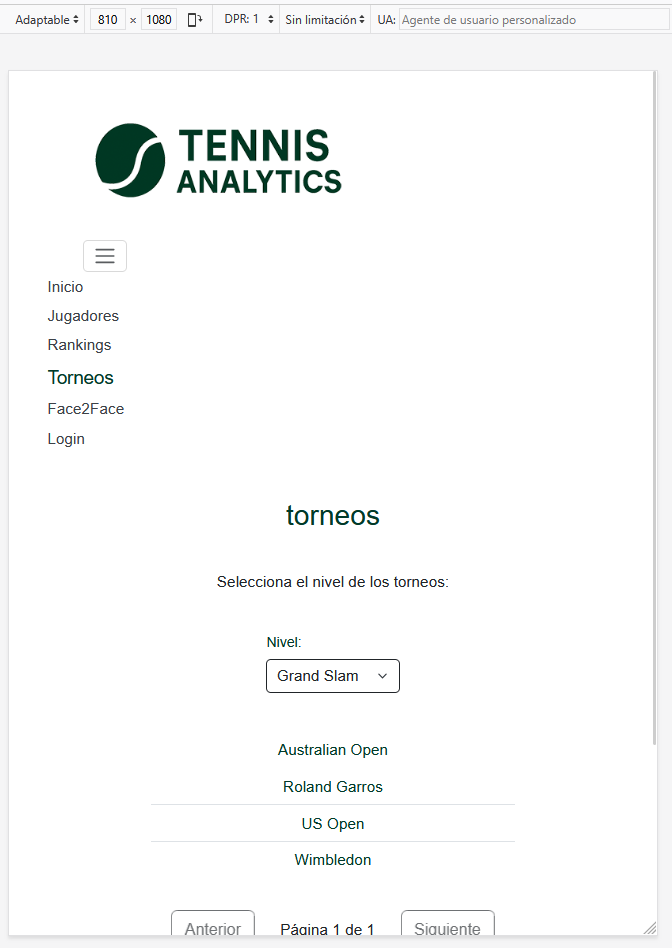 Adaptable 810 × 1080 DPR: 1 Sin limitación UA: Agente de usuario personalizado
TENNIS
ANALYTICS
Inicio
Jugadores
Rankings
Torneos
Face2Face
Login
torneos
Selecciona el nivel de los torneos:
Nivel:
Grand Slam
Australian Open
Roland Garros
US Open
Wimbledon
Anterior Página 1 de 1 Siguiente